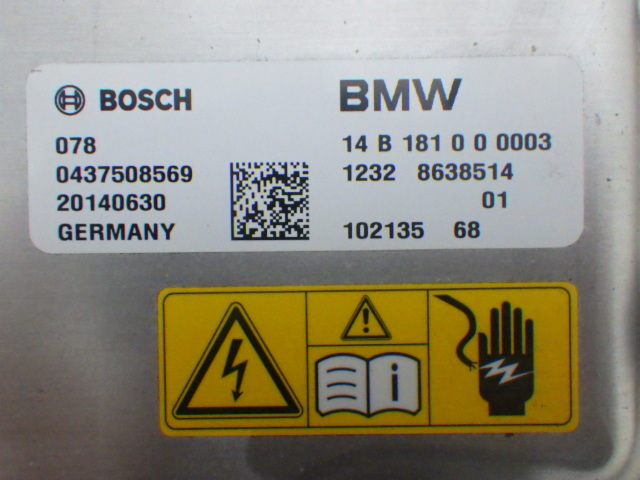 BOSCH
BMW
078
0437508569
20140630
GERMANY
14 B 181 0 0 0003
1232 8638514
01
102135 68
i